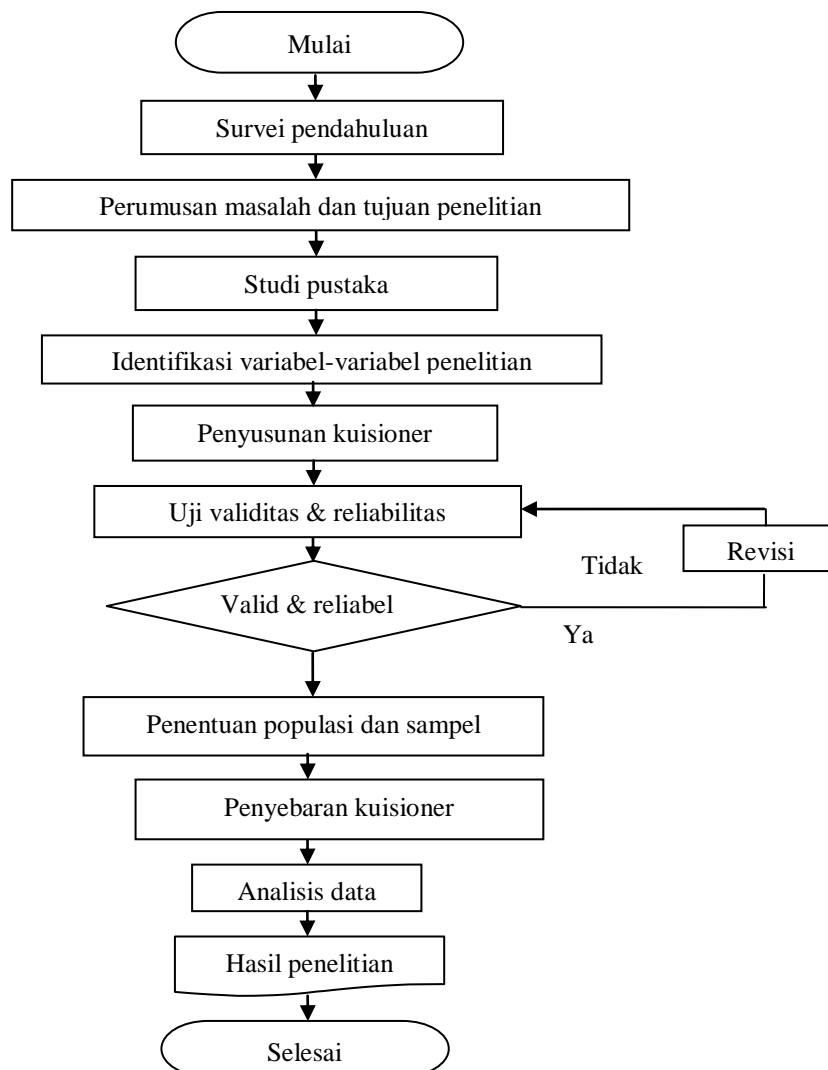 Mulai
Survei pendahuluan
Perumusan masalah dan tujuan penelitian
Studi pustaka
Identifikasi variabel-variabel penelitian
Penyusunan kuisioner
Uji validitas & reliabilitas
Revisi
Tidak
Valid & reliabel
Ya
Penentuan populasi dan sampel
Penyebaran kuisioner
Analisis data
Hasil penelitian
Selesai